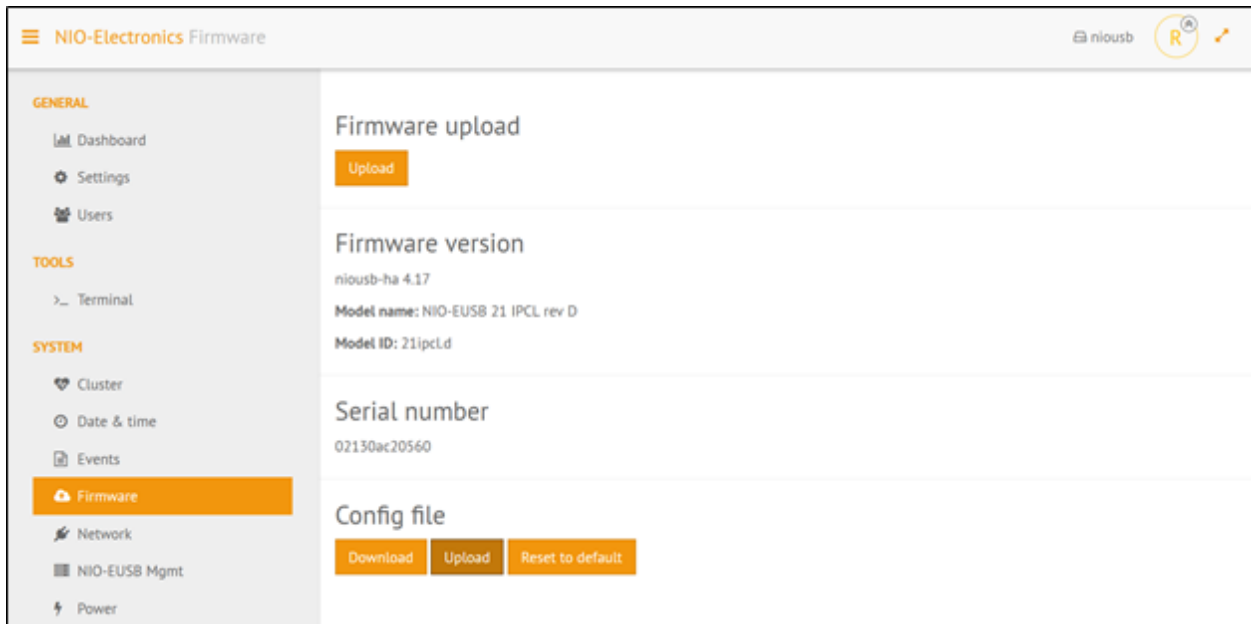 NIO-Electronics Firmware
niousb
R
GENERAL
Dashboard
Settings
Users
TOOLS
>_ Terminal
SYSTEM
Cluster
Date & time
Events
Firmware
Network
NIO-EUSB Mgmt
Power
Firmware upload
Upload
Firmware version
niousb-ha 4.17
Model name: NIO-EUSB 21 IPCL rev D
Model ID: 21ipcl.d
Serial number
02130ac20560
Config file
Download Upload Reset to default